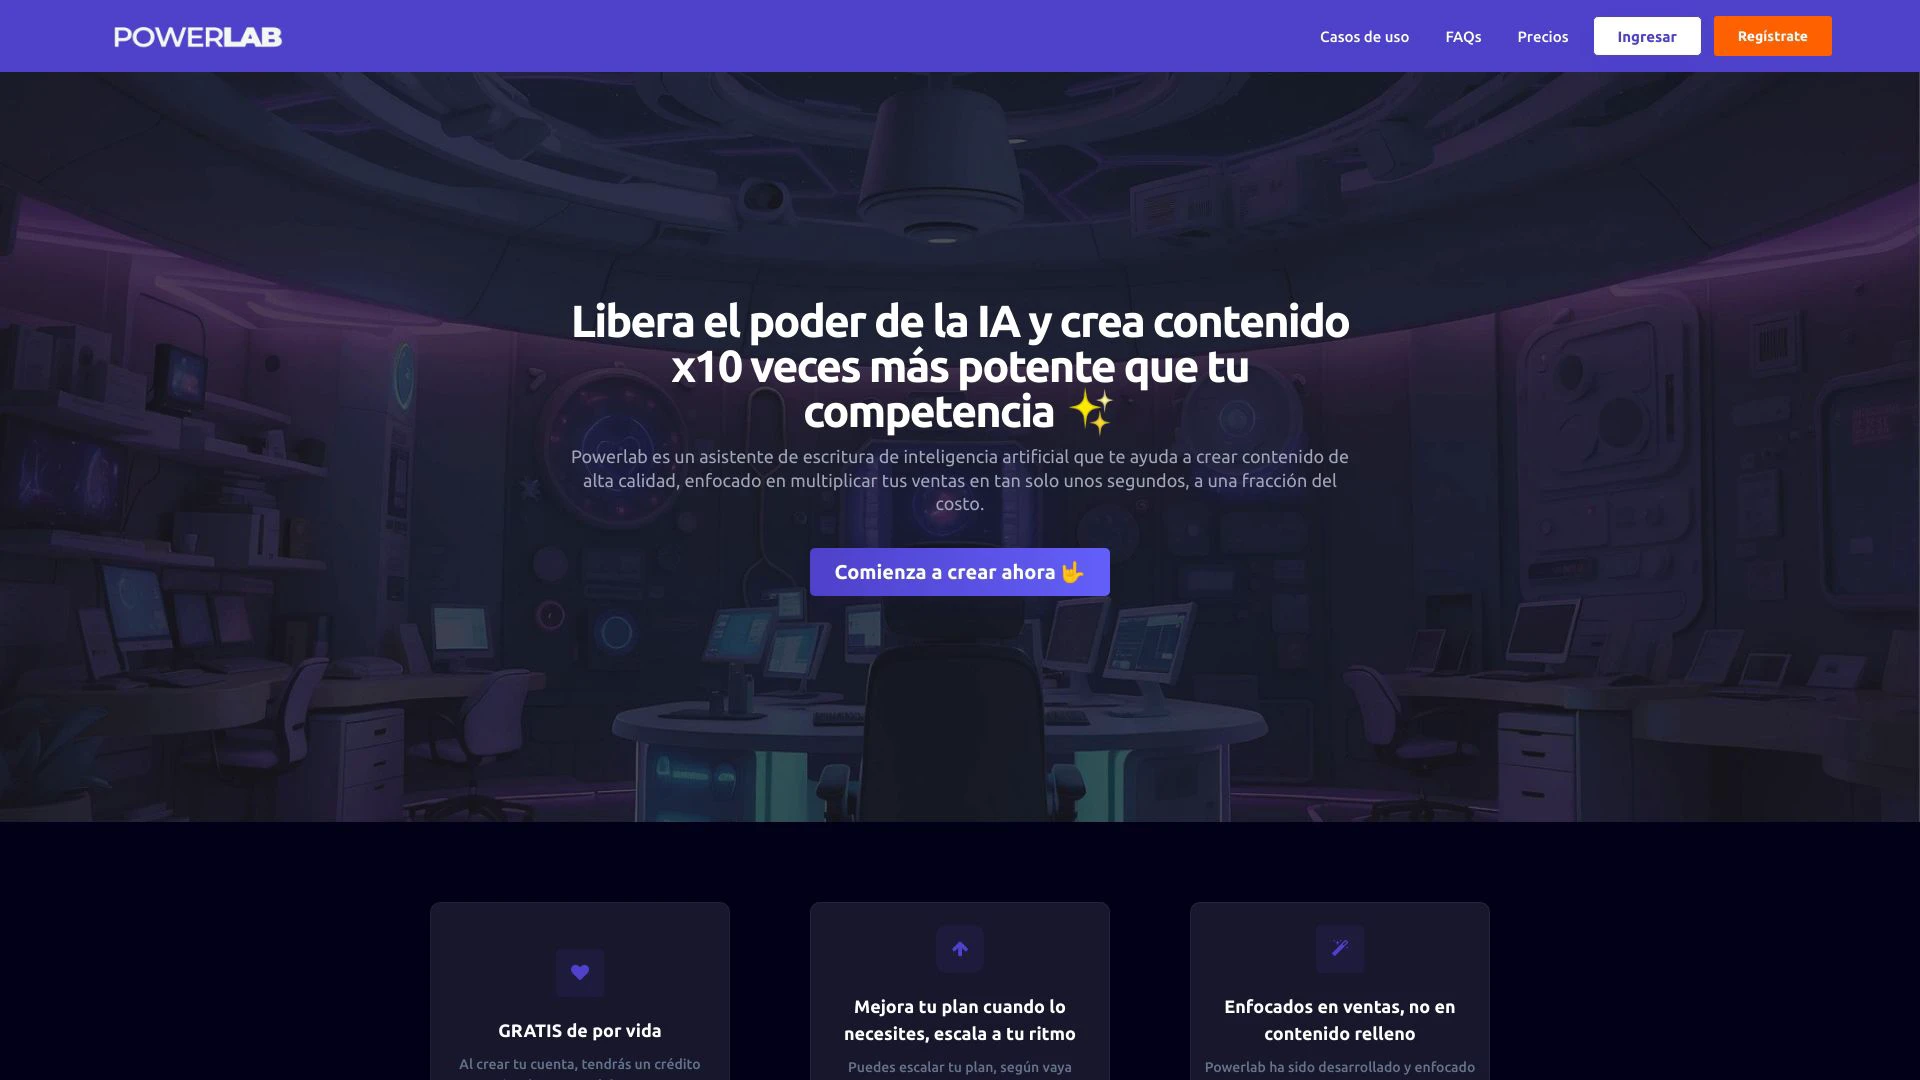 POWERLAB
Casos de uso
FAQs
Precios
Ingresar
Regístrate
Libera el poder de la IA y crea contenido
x10 veces más potente que tu
competencia ✨
Powerlab es un asistente de escritura de inteligencia artificial que te ayuda a crear contenido de
alta calidad, enfocado en multiplicar tus ventas en tan solo unos segundos, a una fracción del
costo.
Comienza a crear ahora 🤟
GRATIS de por vida
Al crear tu cuenta, tendrás un crédito
Mejora tu plan cuando lo
necesites, escala a tu ritmo
Puedes escalar tu plan, según vaya
Enfocados en ventas, no en
contenido relleno
Powerlab ha sido desarrollado y enfocado